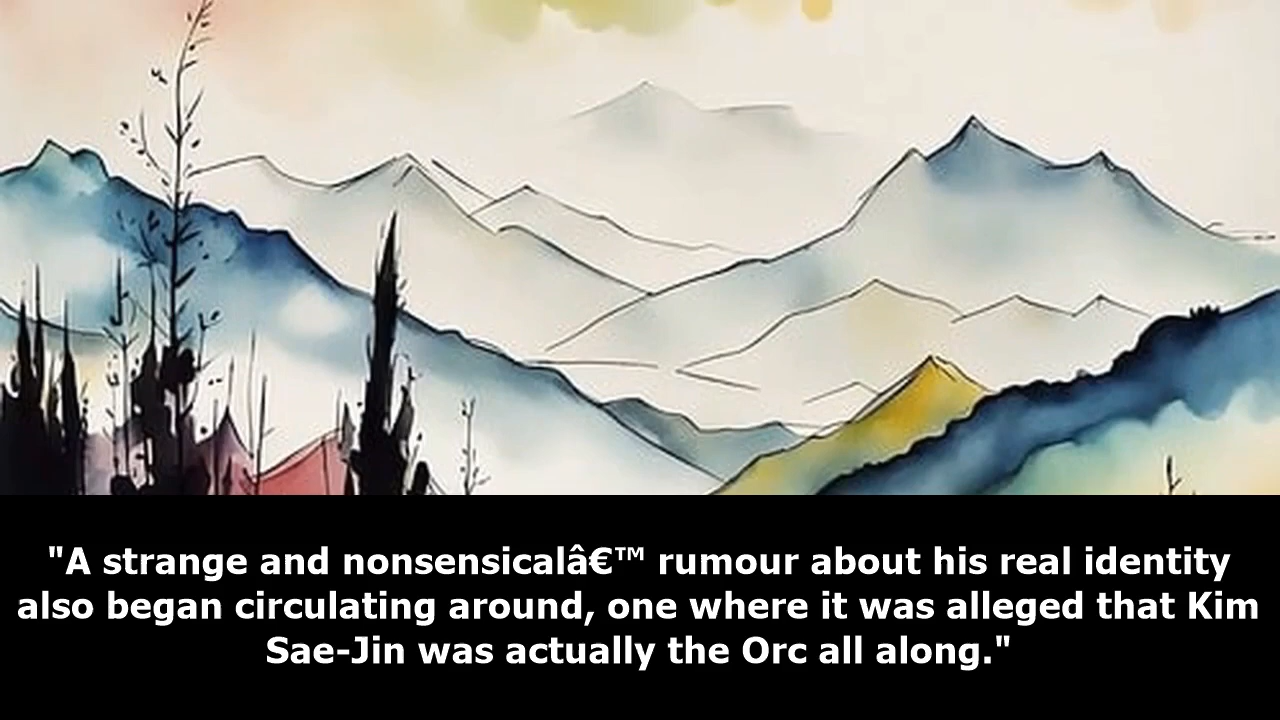 "A strange and nonsensicalâ€™ rumour about his real identity
also began circulating around, one where it was alleged that Kim
Sae-Jin was actually the Orc all along."